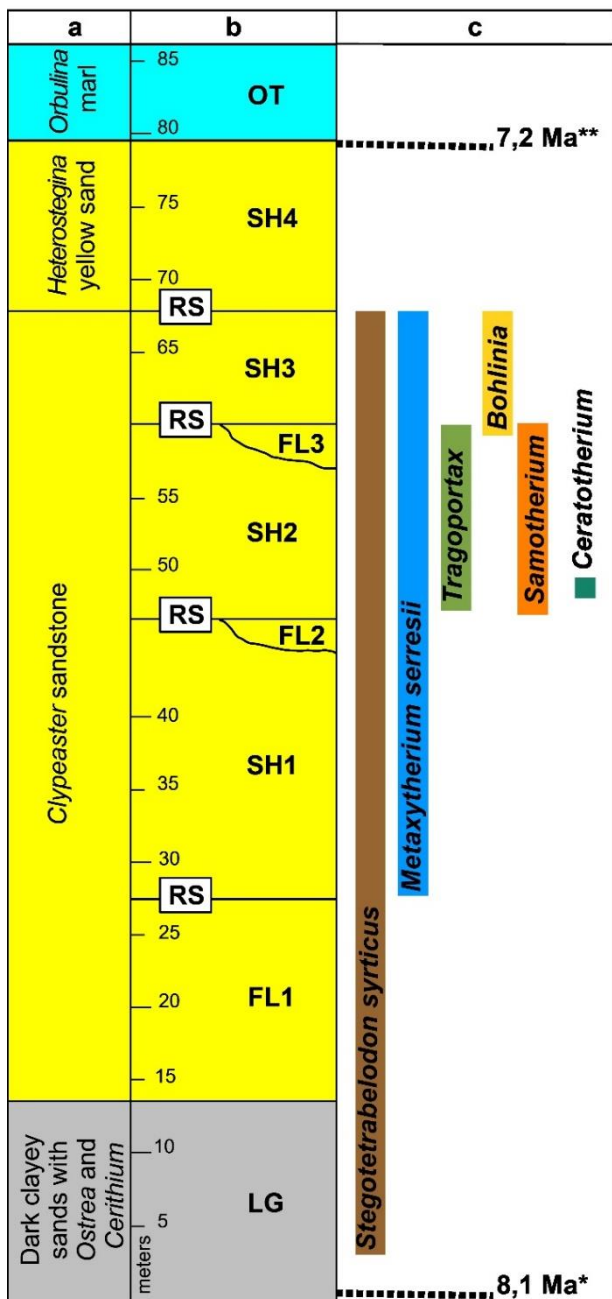 a b c
Orbulina
marl
85
80
OT
7,2 Ma**
Heterostegina
yellow sand
75
70
SH4
RS
Clypeaster sandstone
65
SH3
RS
FL3
55
50
SH2
RS
FL2
40
35
30
SH1
RS
25
20
15
FL1
Dark clayey
sands with
Ostrea and
Cerithium
10
5
meters
LG
8,1 Ma*
Stegotetrabelodon syrticus
Metaxytherium serresii
Tragoportax
Bohlinia
Samotherium
Ceratotherium